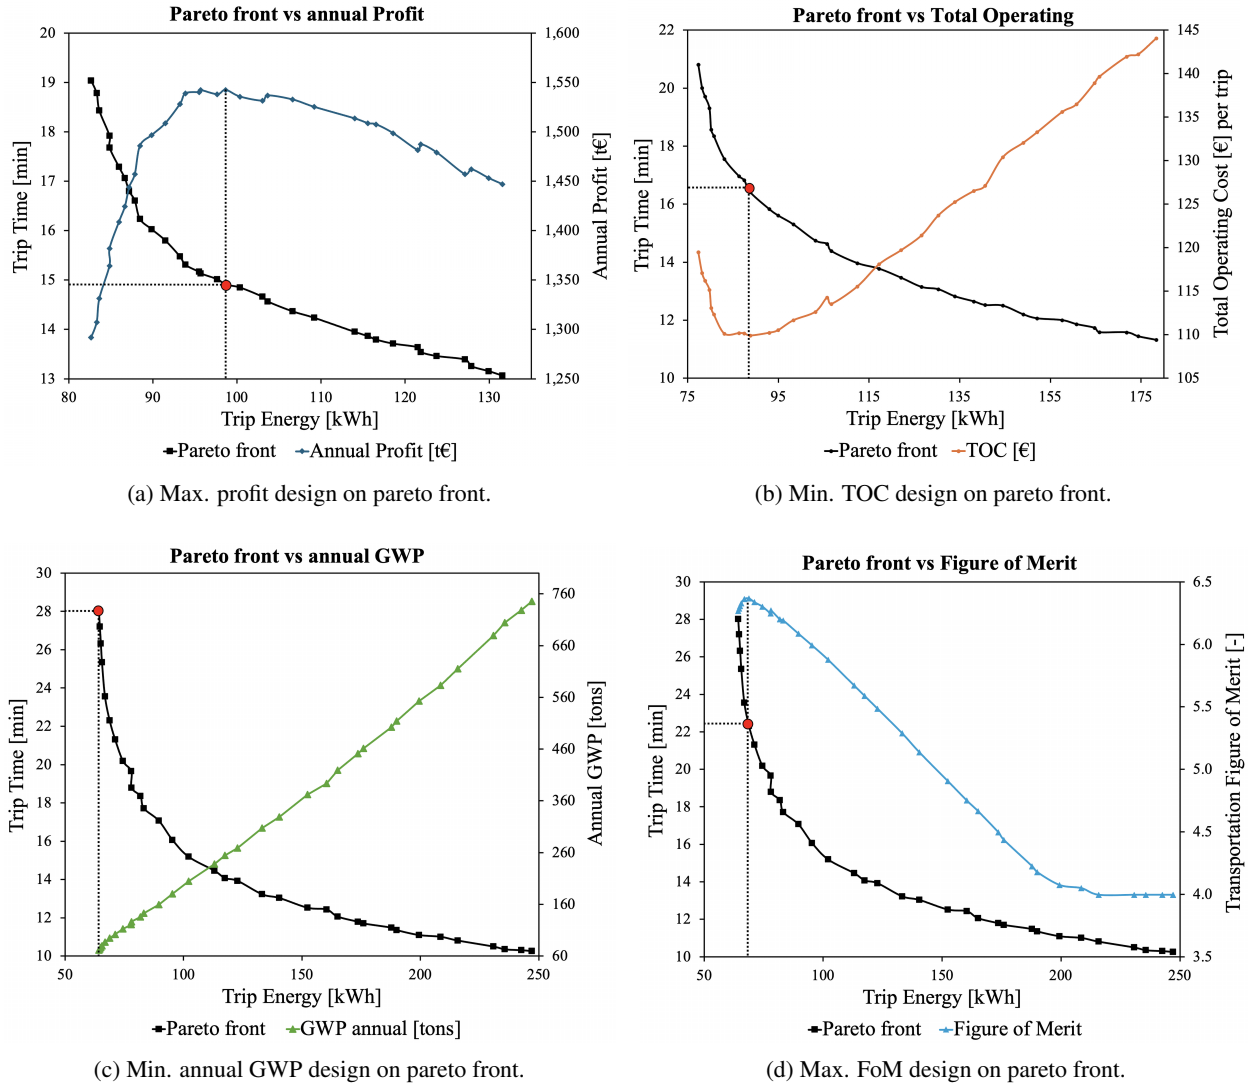 Pareto front vs annual Profit
20
19
18
17
16
15
14
13
1,600
1,550
1,500
1,450
1,400
1,350
1,300
1,250
80 90 100 110 120 130
Trip Time [min]
Annual Profit [t€]
Trip Energy [kWh]
Pareto front Annual Profit [t€]
(a) Max. profit design on pareto front.
Pareto front vs Total Operating
22
20
18
16
14
12
10
145
140
135
130
125
120
115
110
105
75 95 115 135 155 175
Trip Time [min]
Total Operating Cost [€] per trip
Trip Energy [kWh]
Pareto front TOC [€]
(b) Min. TOC design on pareto front.
Pareto front vs annual GWP
30
28
26
24
22
20
18
16
14
12
10
760
660
560
460
360
260
160
60
50 100 150 200 250
Trip Time [min]
Annual GWP [tons]
Trip Energy [kWh]
Pareto front GWP annual [tons]
(c) Min. annual GWP design on pareto front.
Pareto front vs Figure of Merit
30
28
26
24
22
20
18
16
14
12
10
6.5
6.0
5.5
5.0
4.5
4.0
3.5
50 100 150 200 250
Trip Time [min]
Transportation Figure of Merit [-]
Trip Energy [kWh]
Pareto front Figure of Merit
(d) Max. FoM design on pareto front.